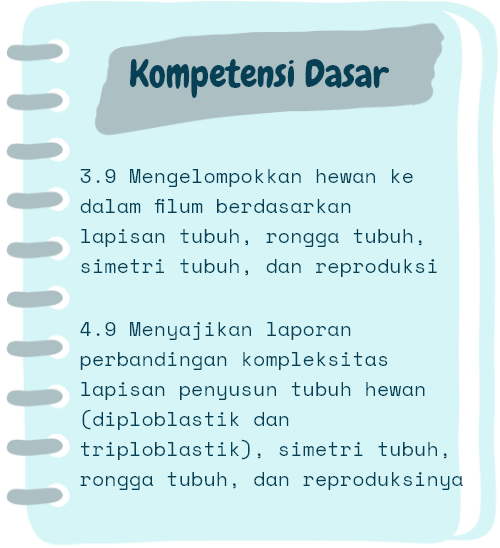 Kompetensi Dasar
3.9 Mengelompokkan hewan ke
dalam filum berdasarkan
lapisan tubuh, rongga tubuh,
simetri tubuh, dan reproduksi
4.9 Menyajikan laporan
perbandingan kompleksitas
lapisan penyusun tubuh hewan
(diploblastik dan
triploblastik), simetri tubuh,
rongga tubuh, dan reproduksinya